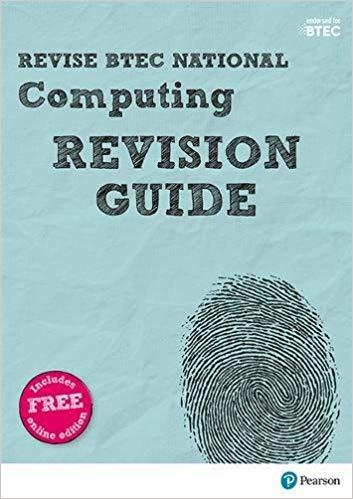 endorsed for
BTEC
REVISE BTEC NATIONAL
Computing
REVISION
GUIDE
Includes
FREE
online edition
Pearson